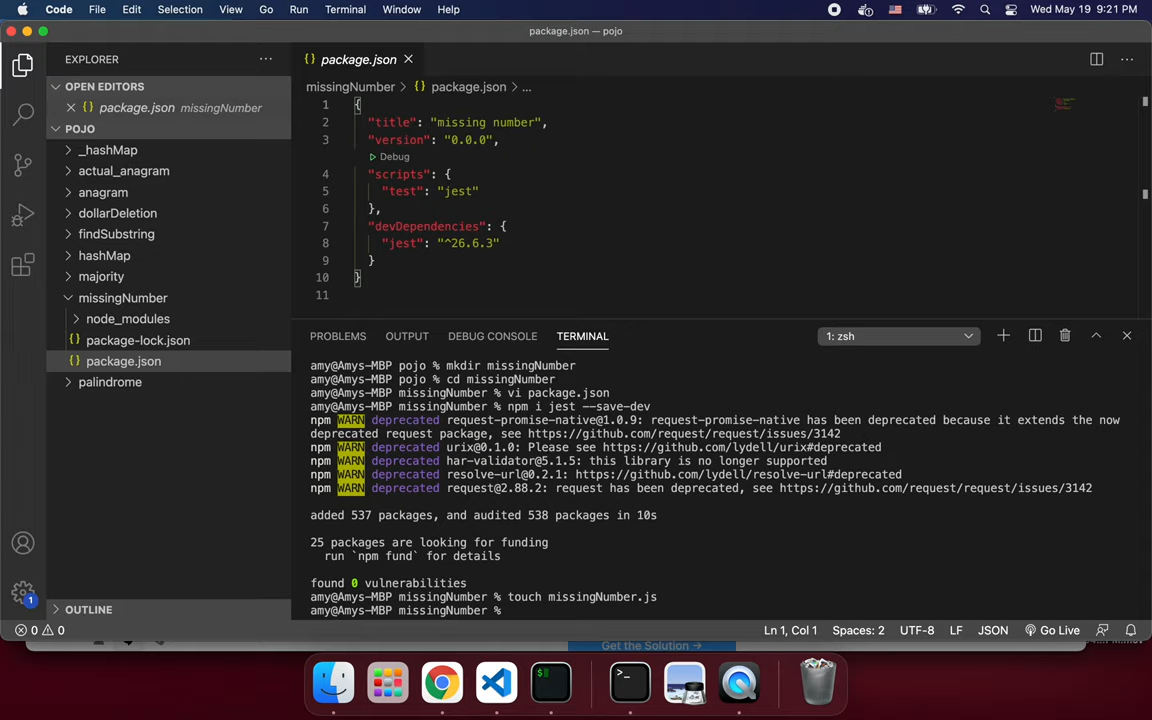 Code File Edit Selection View Go Run Terminal Window Help Wed May 19 9:21 PM
package.json — pojo
EXPLORER
OPEN EDITORS
package.json missingNumber
POJO
_hashMap
actual_anagram
anagram
dollarDeletion
findSubstring
hashMap
majority
missingNumber
node_modules
package-lock.json
package.json
palindrome
OUTLINE
package.json
missingNumber > {} package.json > ...
1 {
2 "title": "missing number",
3 "version": "0.0.0",
Debug
4 "scripts": {
5 "test": "jest"
6 },
7 "devDependencies": {
8 "jest": "^26.6.3"
9 }
10 }
11
PROBLEMS OUTPUT DEBUG CONSOLE TERMINAL 1: zsh
amy@Amys-MBP pojo % mkdir missingNumber
amy@Amys-MBP pojo % cd missingNumber
amy@Amys-MBP missingNumber % vi package.json
amy@Amys-MBP missingNumber % npm i jest --save-dev
npm WARN deprecated request-promise-native@1.0.9: request-promise-native has been deprecated because it extends the now
deprecated request package, see https://github.com/request/request/issues/3142
npm WARN deprecated urix@0.1.0: Please see https://github.com/lydell/urix#deprecated
npm WARN deprecated har-validator@5.1.5: this library is no longer supported
npm WARN deprecated resolve-url@0.2.1: https://github.com/lydell/resolve-url#deprecated
npm WARN deprecated request@2.88.2: request has been deprecated, see https://github.com/request/request/issues/3142
added 537 packages, and audited 538 packages in 10s
25 packages are looking for funding
run `npm fund` for details
found 0 vulnerabilities
amy@Amys-MBP missingNumber % touch missingNumber.js
amy@Amys-MBP missingNumber %
0 0 Ln 1, Col 1 Spaces: 2 UTF-8 LF JSON Go Live
1
Get the Solution →